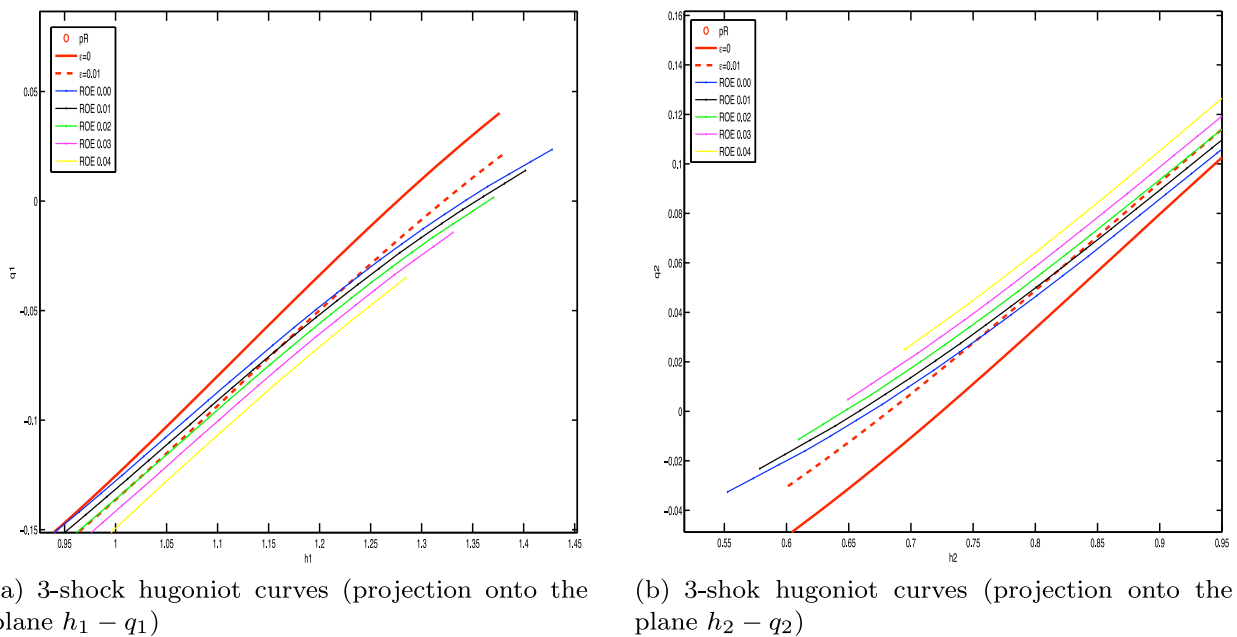 pR
ε=0
ε=0.01
ROE 0.00
ROE 0.01
ROE 0.02
ROE 0.03
ROE 0.04
0.05
0
−0.05
−0.1
−0.15
q1
0.95 1 1.05 1.1 1.15 1.2 1.25 1.3 1.35 1.4 1.45
h1
pR
ε=0
ε=0.01
ROE 0.00
ROE 0.01
ROE 0.02
ROE 0.03
ROE 0.04
0.16
0.14
0.12
0.1
0.08
0.06
0.04
0.02
0
−0.02
−0.04
q2
0.55 0.6 0.65 0.7 0.75 0.8 0.85 0.9 0.95
h2
a) 3-shock hugoniot curves (projection onto the
plane h₁ − q₁)
(b) 3-shok hugoniot curves (projection onto the
plane h₂ − q₂)